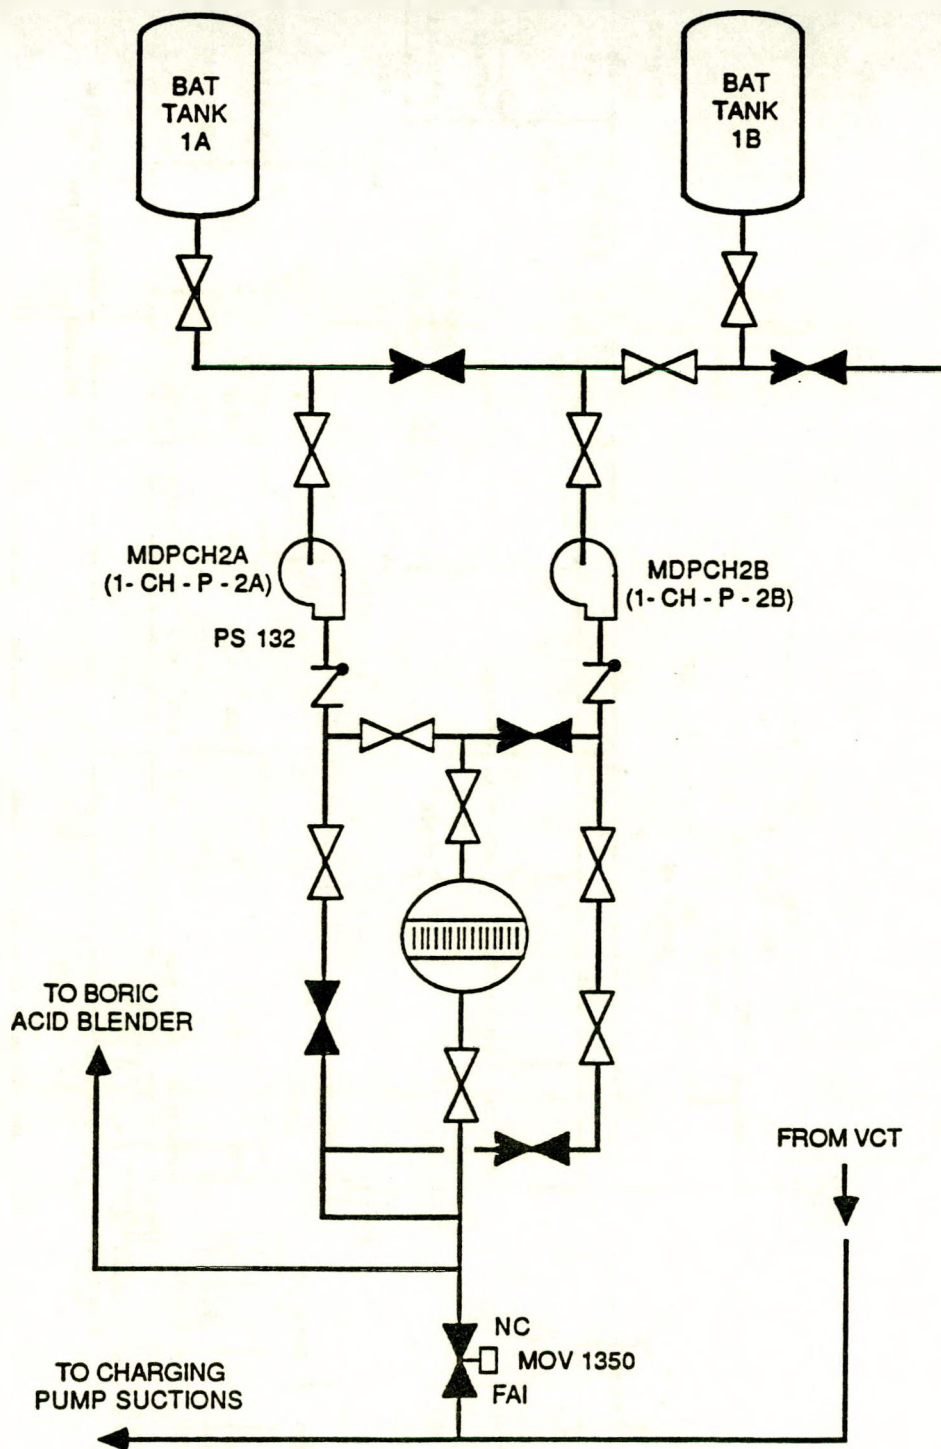 BAT
TANK
1A
BAT
TANK
1B
MDPCH2A
(1- CH - P - 2A)
MDPCH2B
(1- CH - P - 2B)
PS 132
TO BORIC
ACID BLENDER
FROM VCT
NC
MOV 1350
FAI
TO CHARGING
PUMP SUCTIONS